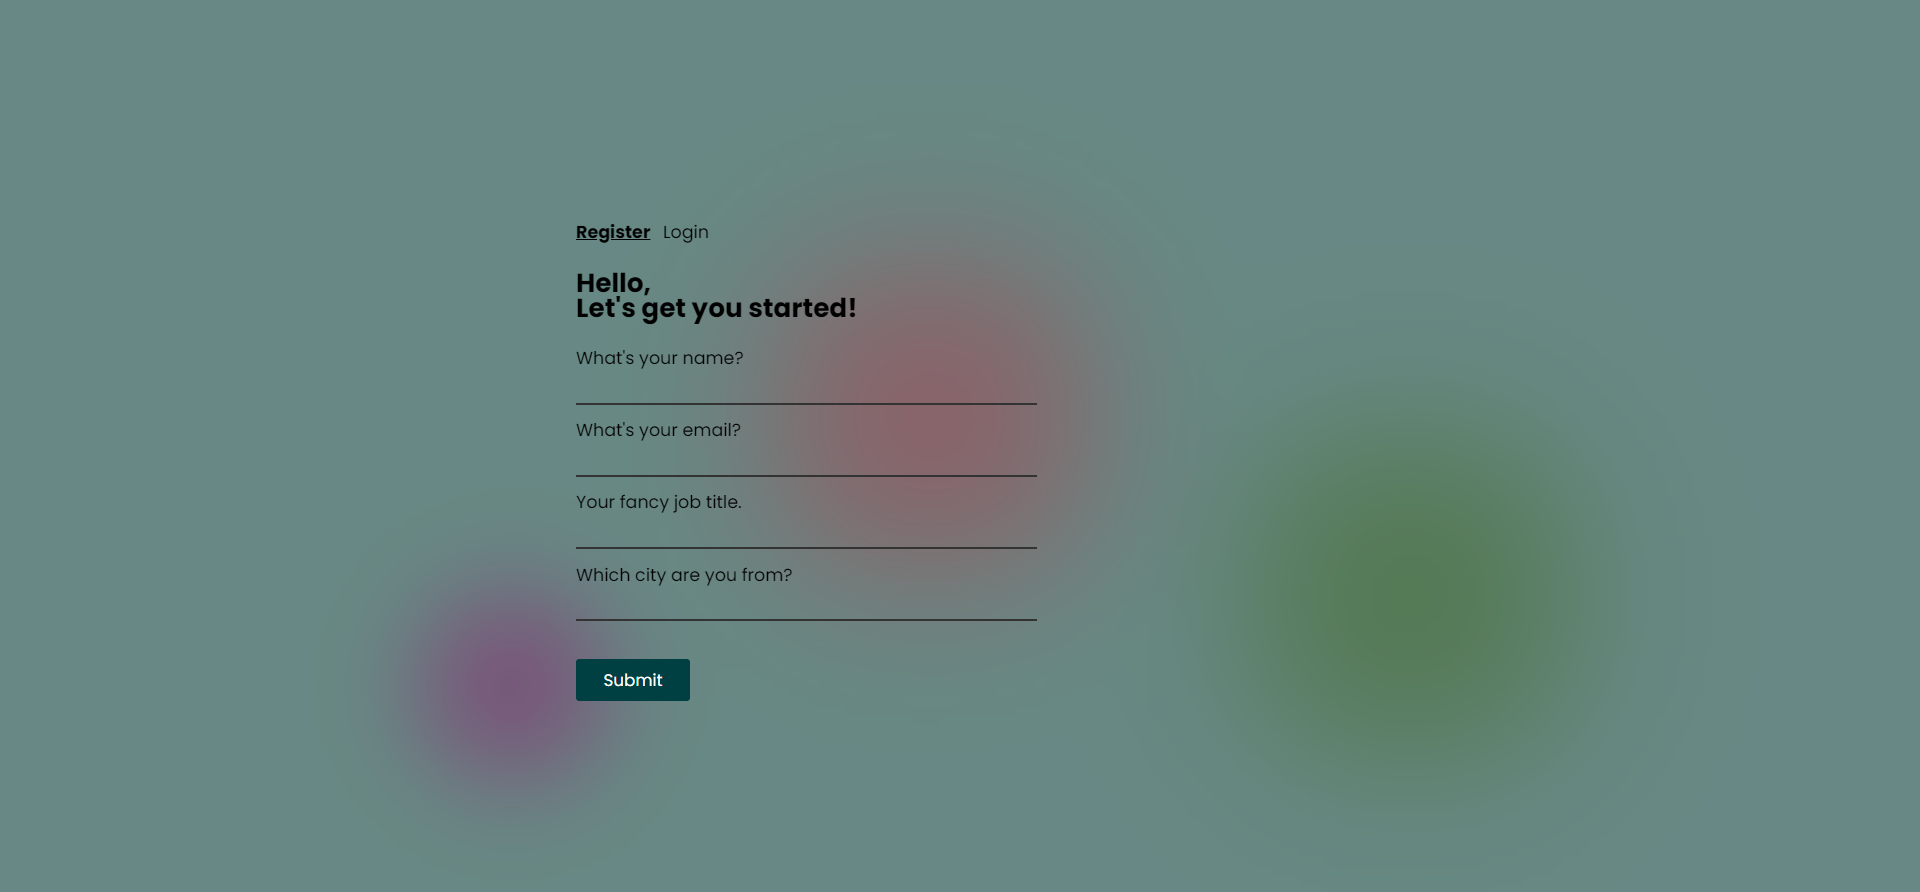 Register Login
Hello,
Let's get you started!
What's your name?
What's your email?
Your fancy job title.
Which city are you from?
Submit